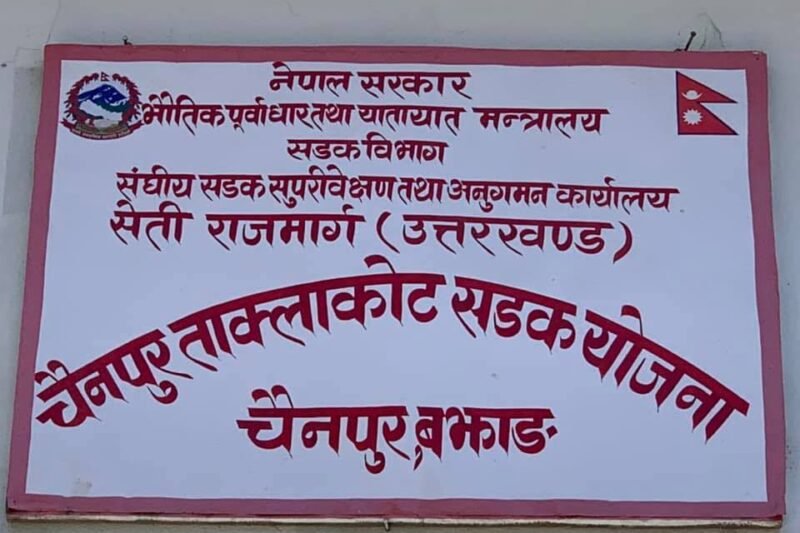 नेपाल सरकार
भौतिक पूर्वाधार तथा यातायात मन्त्रालय
सडक विभाग
संघीय सडक सुपरीवेक्षण तथा अनुगमन कार्यालय
सेती राजमार्ग (उत्तरखण्ड)
चैनपुर ताक्लाकोट सडक योजना
चैनपुर, बझाङ